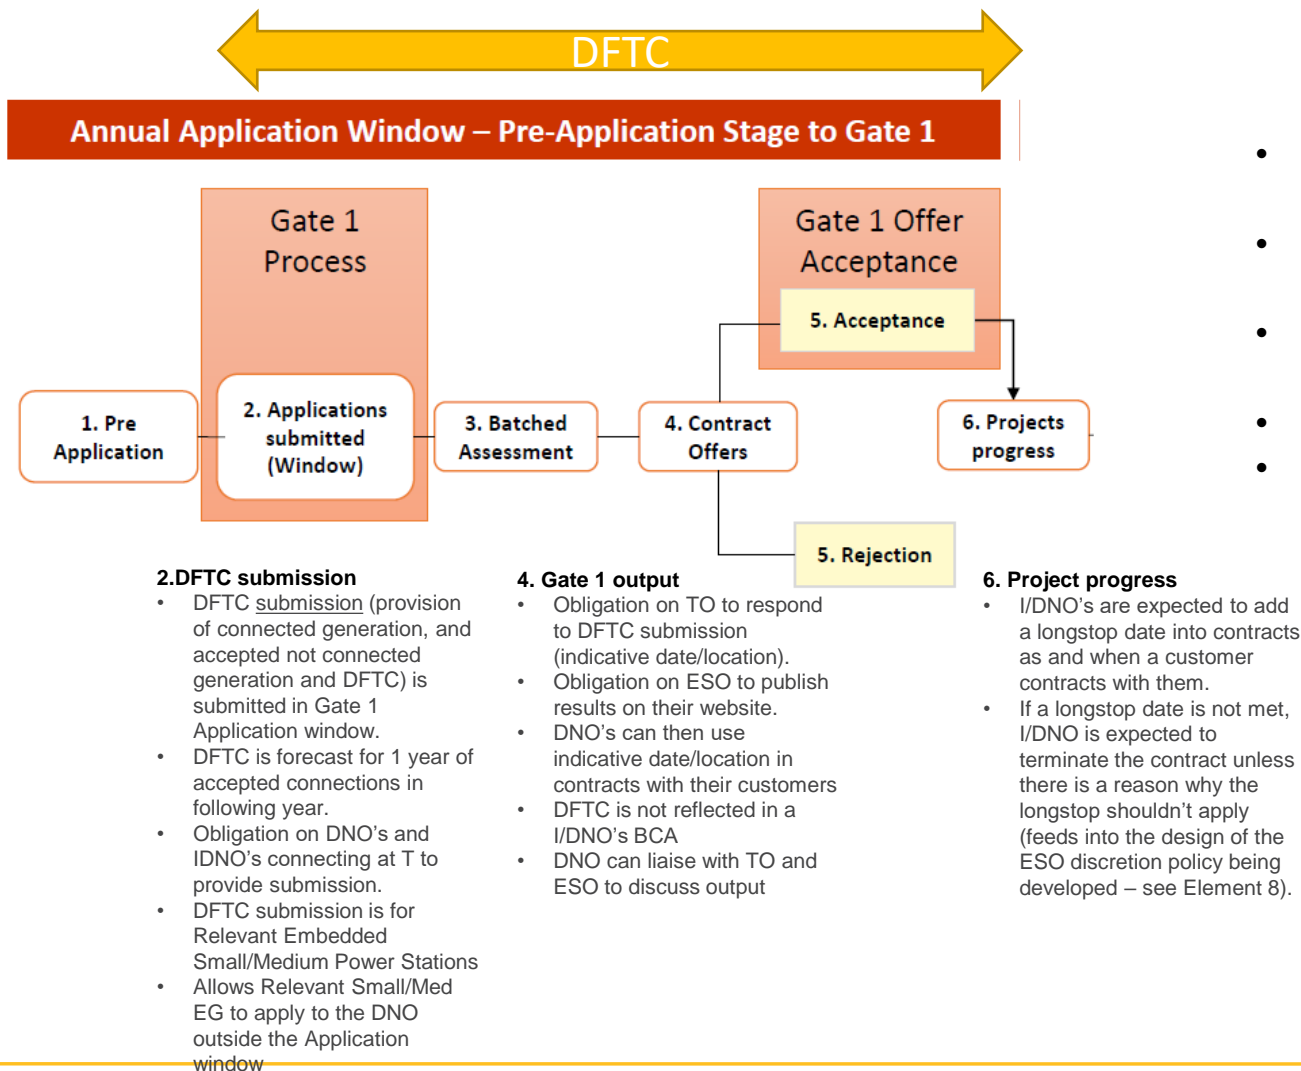 DFTC
Annual Application Window – Pre-Application Stage to Gate 1
Gate 1
Process
Gate 1 Offer
Acceptance
1. Pre
Application
2. Applications
submitted
(Window)
3. Batched
Assessment
4. Contract
Offers
5. Acceptance
5. Rejection
6. Projects
progress
2.DFTC submission
• DFTC submission (provision
of connected generation, and
accepted not connected
generation and DFTC) is
submitted in Gate 1
Application window.
• DFTC is forecast for 1 year of
accepted connections in
following year.
• Obligation on DNO's and
IDNO's connecting at T to
provide submission.
• DFTC submission is for
Relevant Embedded
Small/Medium Power Stations
• Allows Relevant Small/Med
EG to apply to the DNO
outside the Application
window
4. Gate 1 output
• Obligation on TO to respond
to DFTC submission
(indicative date/location).
• Obligation on ESO to publish
results on their website.
• DNO's can then use
indicative date/location in
contracts with their customers
• DFTC is not reflected in a
I/DNO's BCA
• DNO can liaise with TO and
ESO to discuss output
6. Project progress
• I/DNO's are expected to add
a longstop date into contracts
as and when a customer
contracts with them.
• If a longstop date is not met,
I/DNO is expected to
terminate the contract unless
there is a reason why the
longstop shouldn't apply
(feeds into the design of the
ESO discretion policy being
developed – see Element 8).